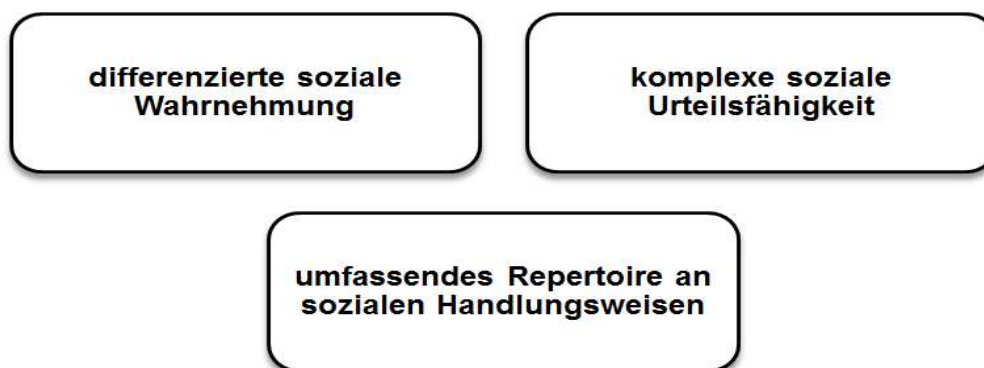 differenzierte soziale
Wahrnehmung
komplexe soziale
Urteilsfähigkeit
umfassendes Repertoire an
sozialen Handlungsweisen